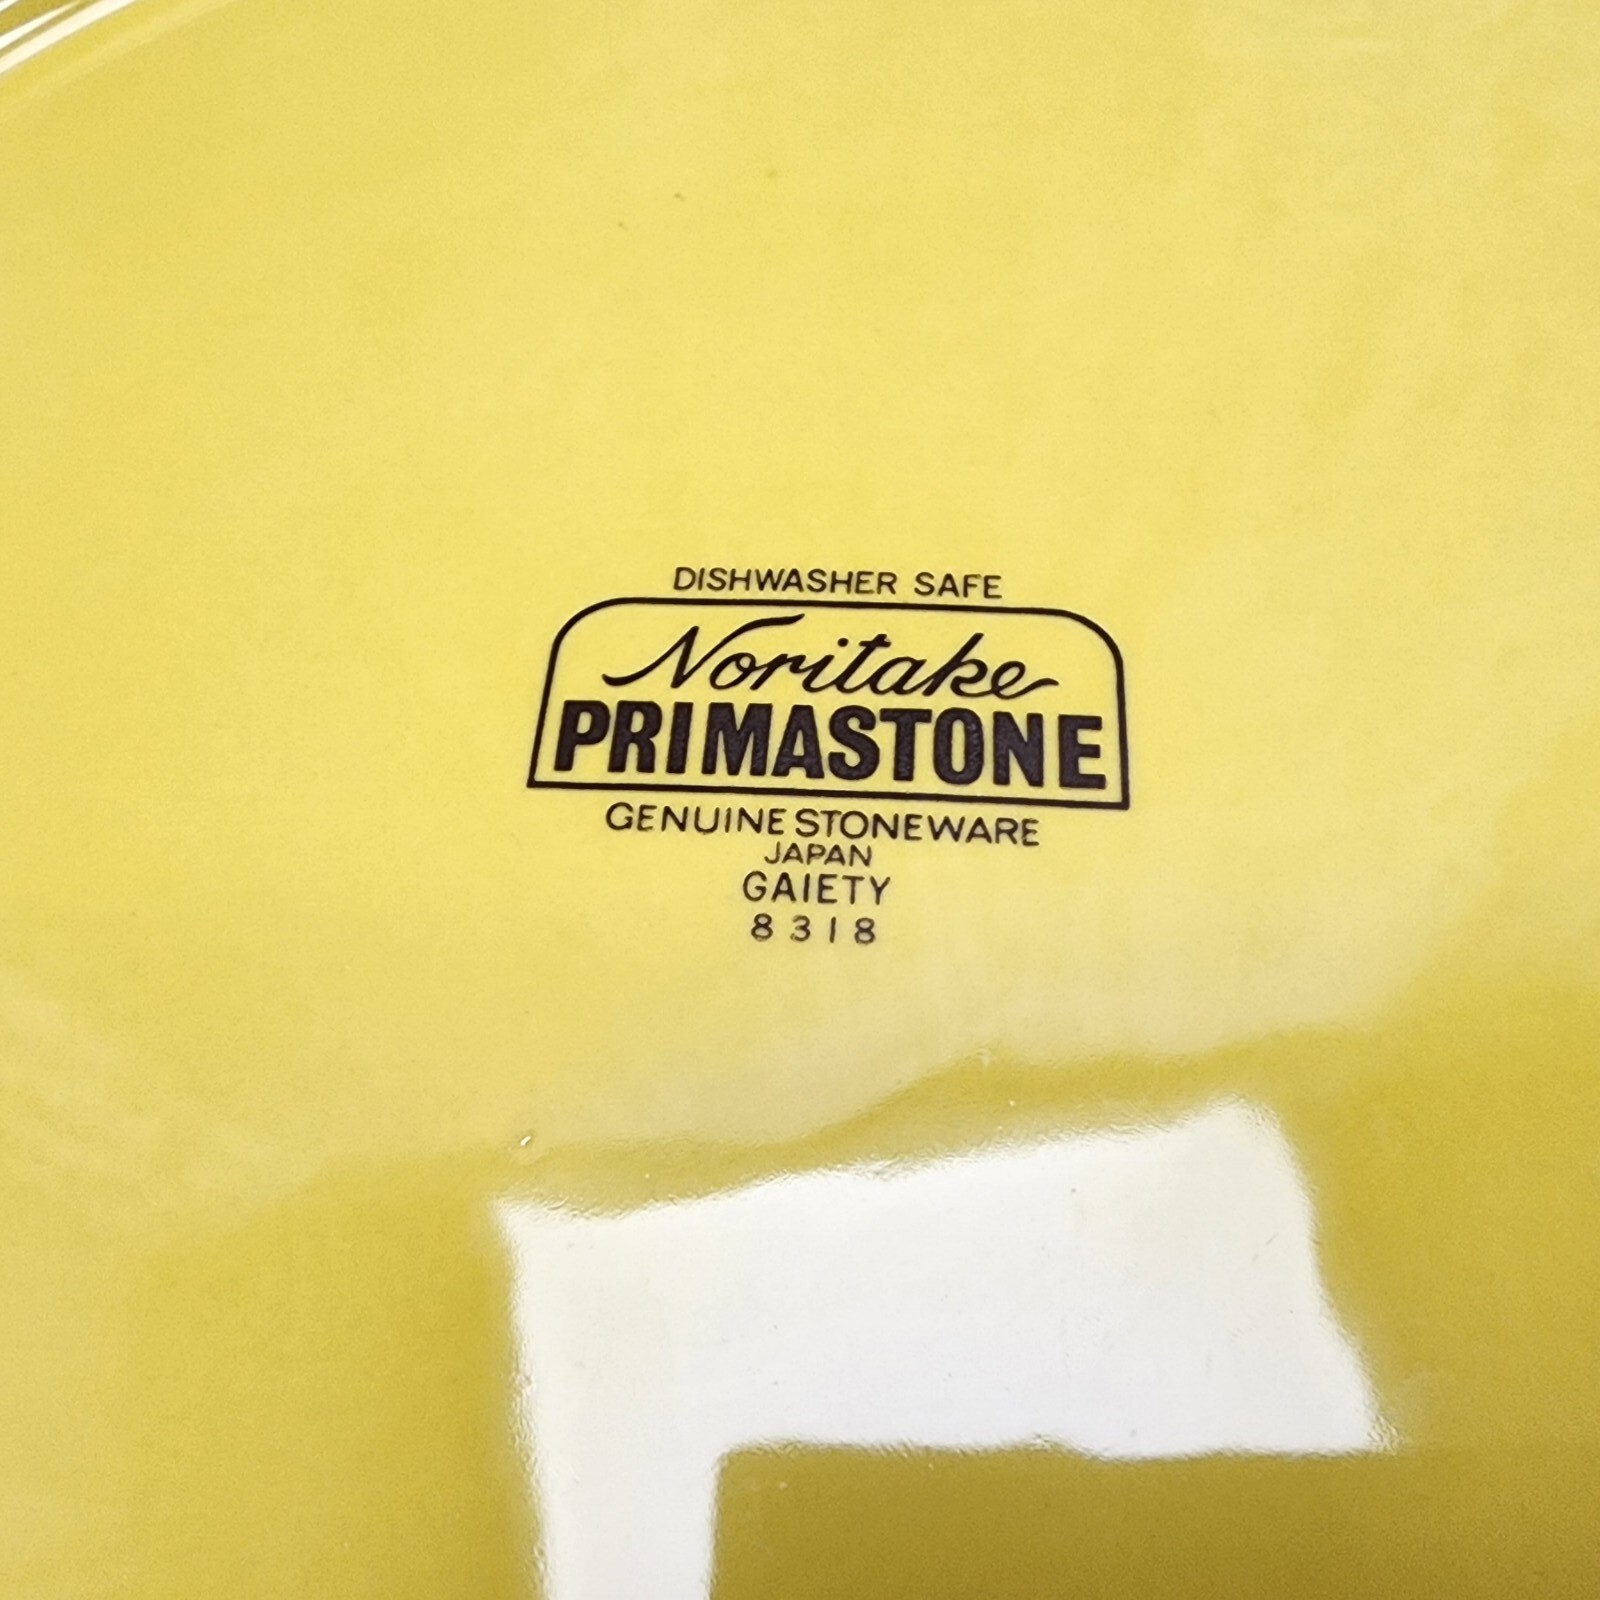 DISHWASHER SAFE
Noritake
PRIMASTONE
GENUINE STONEWARE
JAPAN
GAIETY
8318